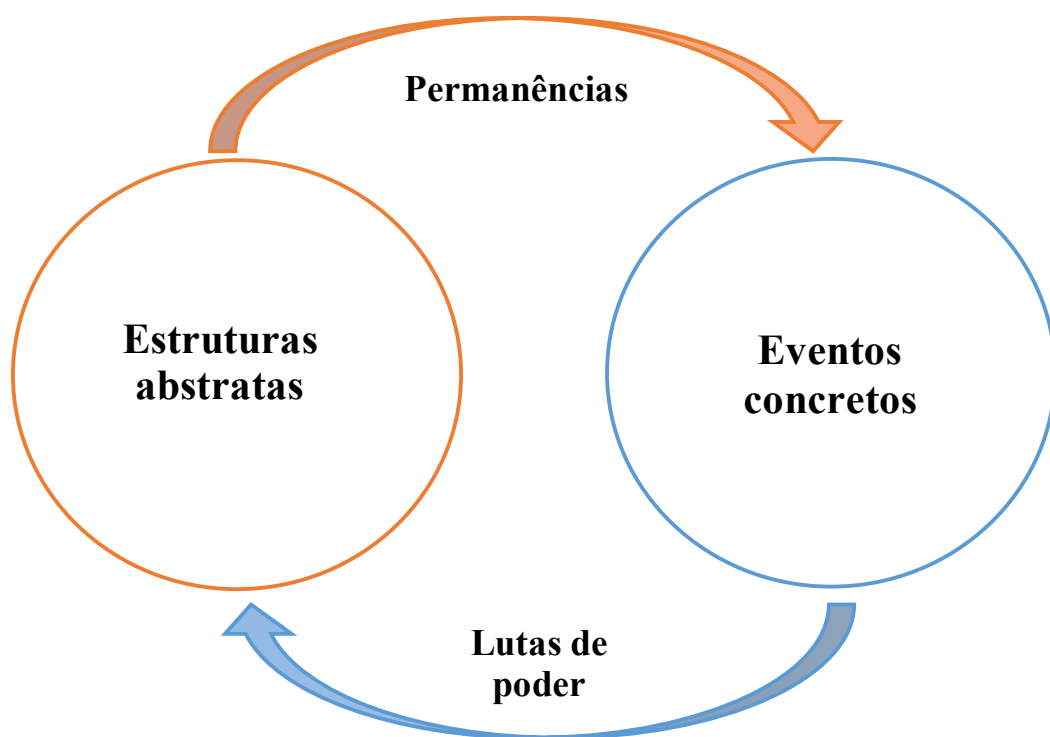 Permanências
Estruturas
abstratas
Eventos
concretos
Lutas de
poder